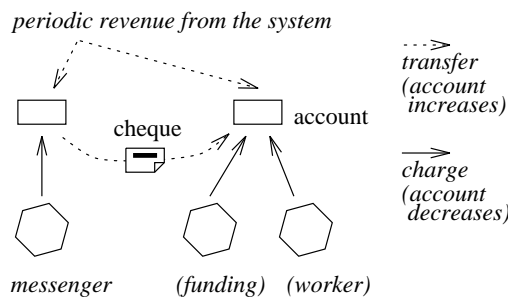 periodic revenue from the system
transfer
(account
increases)
cheque
account
charge
(account
decreases)
messenger
(funding)
(worker)